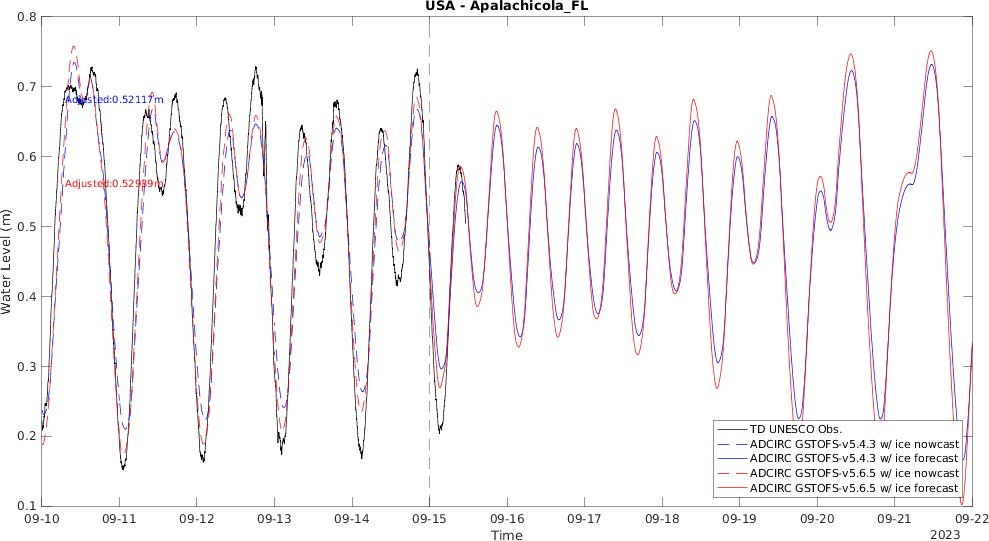 USA - Apalachicola_FL
0.8
0.7
0.6
0.5
0.4
0.3
0.2
0.1
Water Level (m)
Adjusted:0.52117m
Adjusted:0.52939m
TD UNESCO Obs.
ADCIRC GSTOFS-v5.4.3 w/ ice nowcast
ADCIRC GSTOFS-v5.4.3 w/ ice forecast
ADCIRC GSTOFS-v5.6.5 w/ ice nowcast
ADCIRC GSTOFS-v5.6.5 w/ ice forecast
09-10 09-11 09-12 09-13 09-14 09-15 09-16 09-17 09-18 09-19 09-20 09-21 09-22
Time
2023